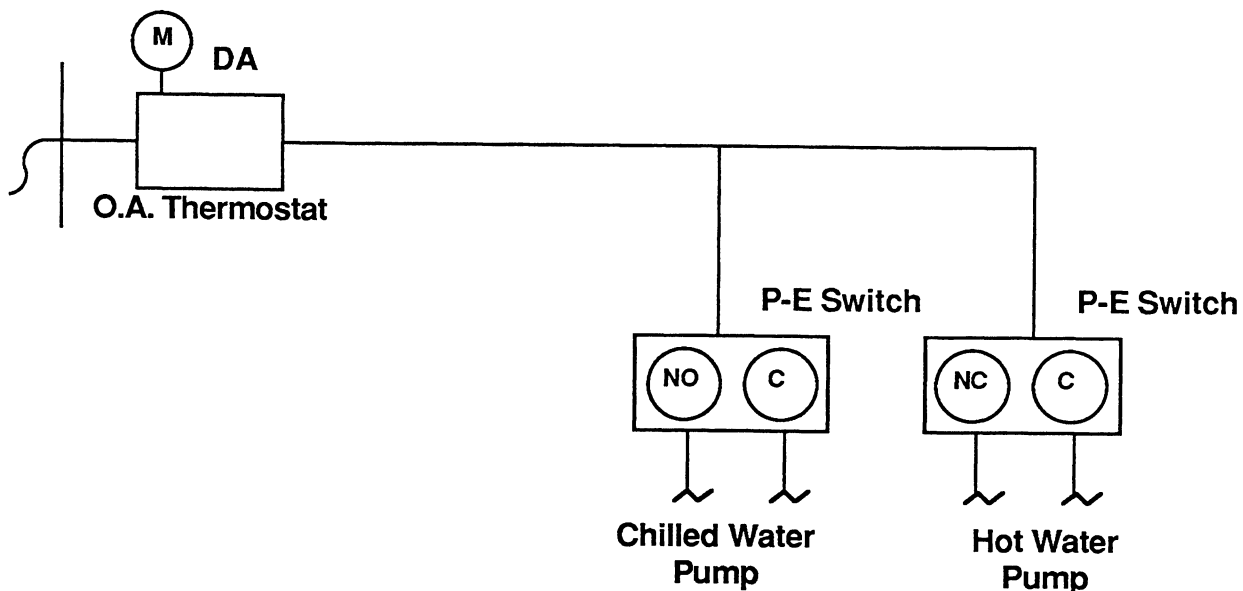 M
DA
O.A. Thermostat
P-E Switch
P-E Switch
NO
C
NC
C
Chilled Water
Pump
Hot Water
Pump